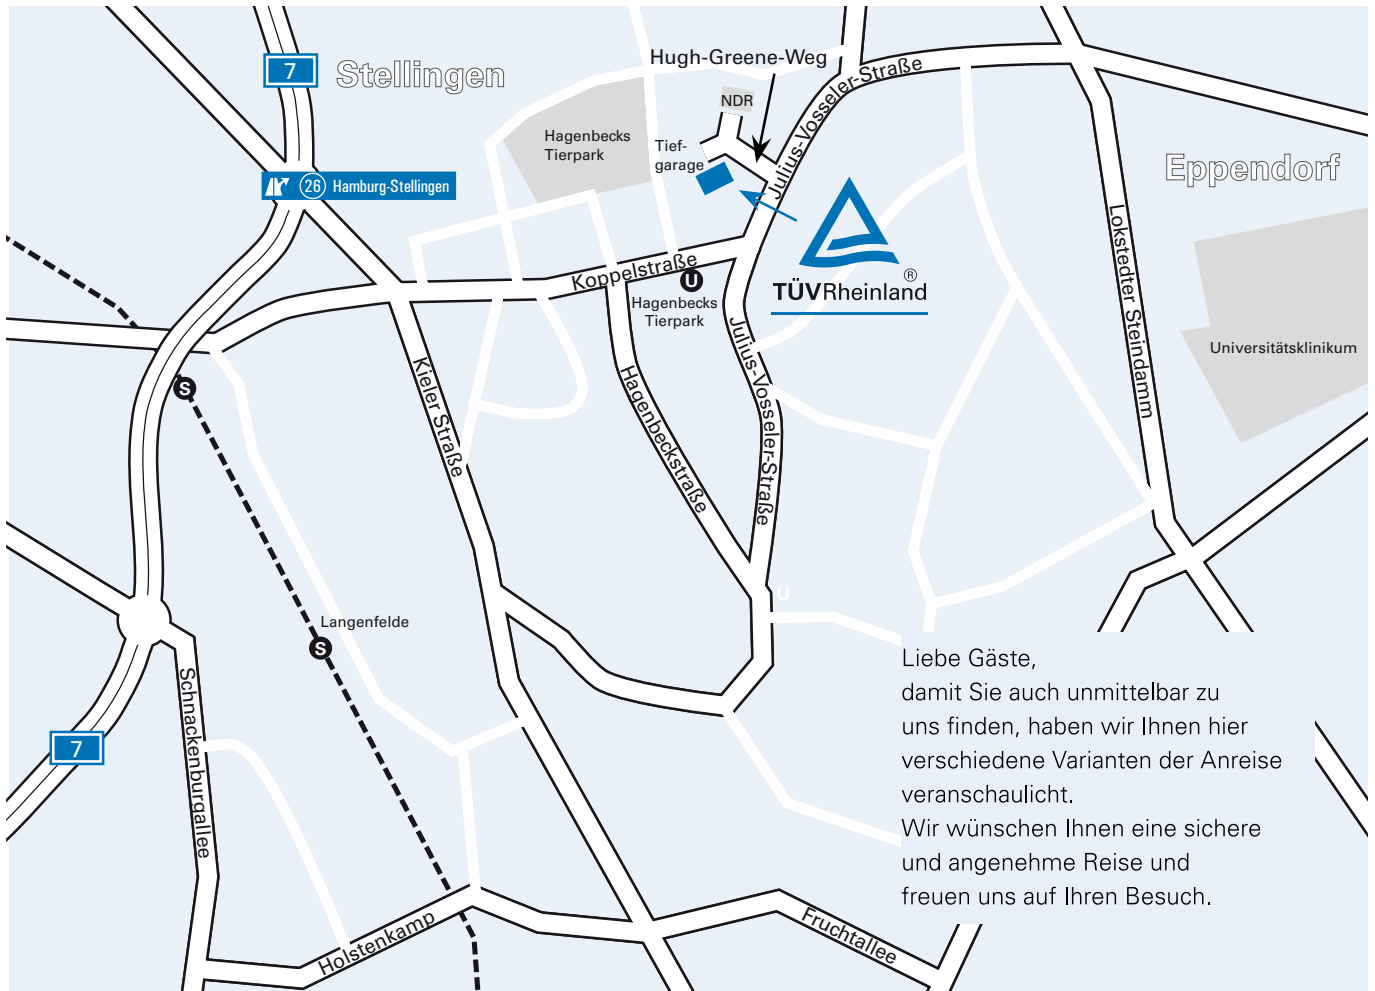 7
Stellingen
Hugh-Greene-Weg
Julius-Vosseler-Straße
NDR
Hagenbecks
Tierpark
Tief-
garage
26 Hamburg-Stellingen
Eppendorf
Lokstedter Steindamm
TÜVRheinland
®
Koppelstraße
U
Hagenbecks
Tierpark
Universitätsklinikum
Julius-Vosseler-Straße
Kieler Straße
Hagenbeckstraße
S
U
Langenfelde
S
Schnackenburgallee
7
Liebe Gäste,
damit Sie auch unmittelbar zu
uns finden, haben wir Ihnen hier
verschiedene Varianten der Anreise
veranschaulicht.
Wir wünschen Ihnen eine sichere
und angenehme Reise und
freuen uns auf Ihren Besuch.
Holstenkamp
Fruchtallee